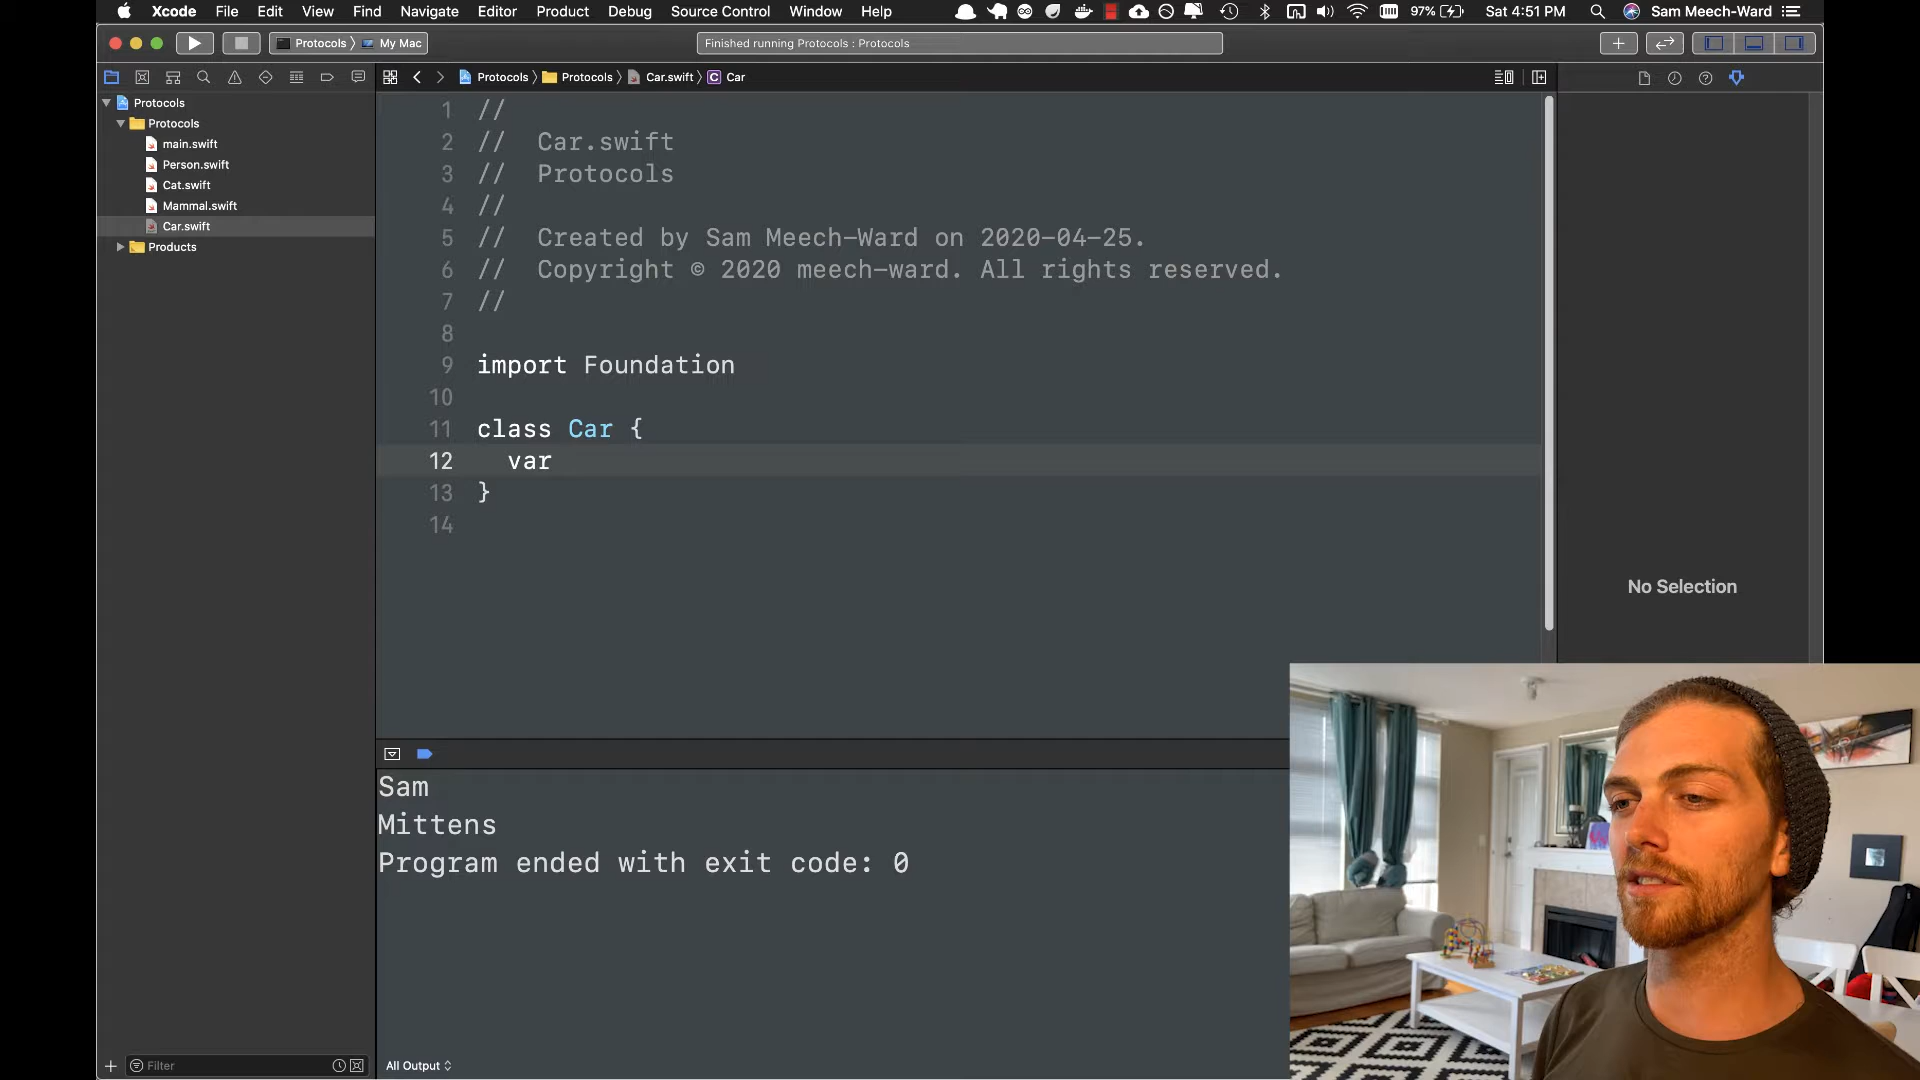 Xcode File Edit View Find Navigate Editor Product Debug Source Control Window Help 97% Sat 4:51 PM Sam Meech-Ward
Protocols 〉 My Mac
Finished running Protocols : Protocols
Protocols 〉 Protocols 〉 Car.swift 〉 C Car
Protocols
Protocols
main.swift
Person.swift
Cat.swift
Mammal.swift
Car.swift
Products
1 //
2 // Car.swift
3 // Protocols
4 //
5 // Created by Sam Meech-Ward on 2020-04-25.
6 // Copyright © 2020 meech-ward. All rights reserved.
7 //
8
9 import Foundation
10
11 class Car {
12 var
13 }
14
No Selection
Sam
Mittens
Program ended with exit code: 0
Filter
All Output